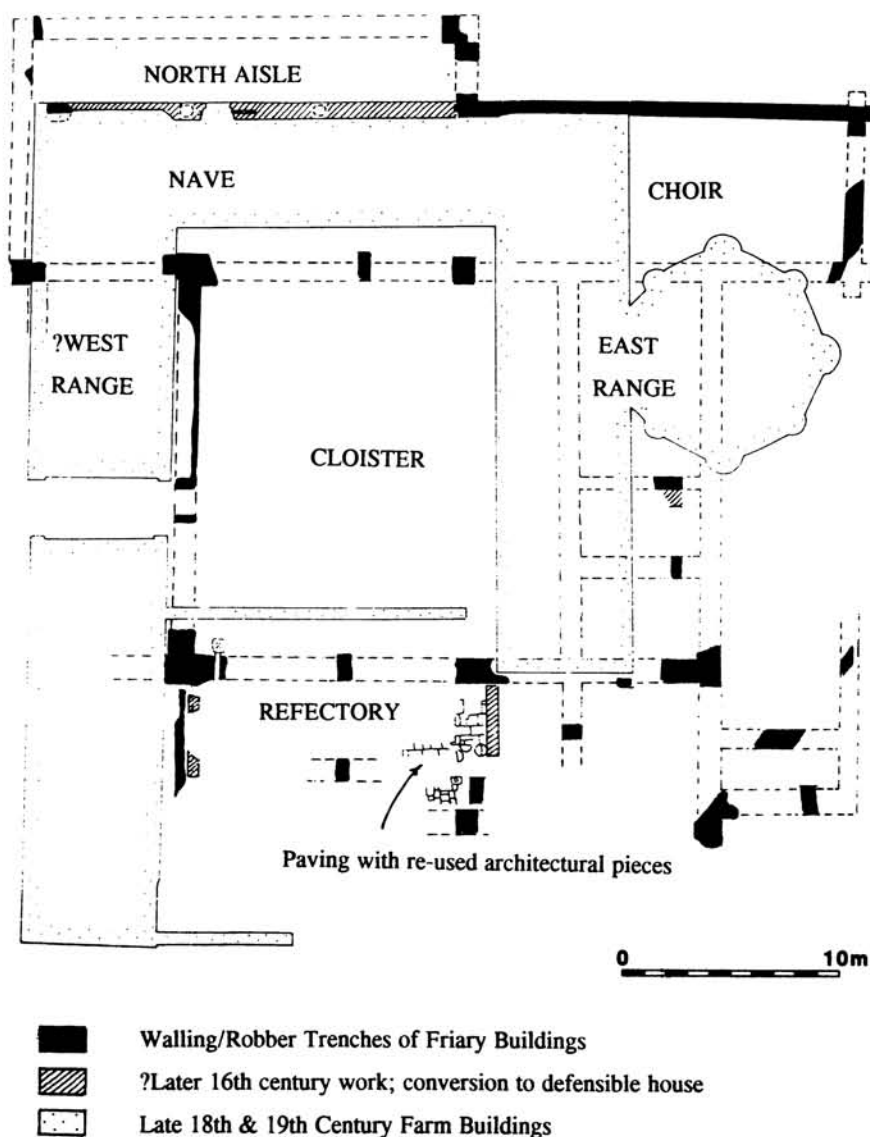 NORTH AISLE
NAVE
CHOIR
?WEST
RANGE
EAST
RANGE
CLOISTER
REFECTORY
Paving with re-used architectural pieces
0 10m
Walling/Robber Trenches of Friary Buildings
?Later 16th century work; conversion to defensible house
Late 18th & 19th Century Farm Buildings